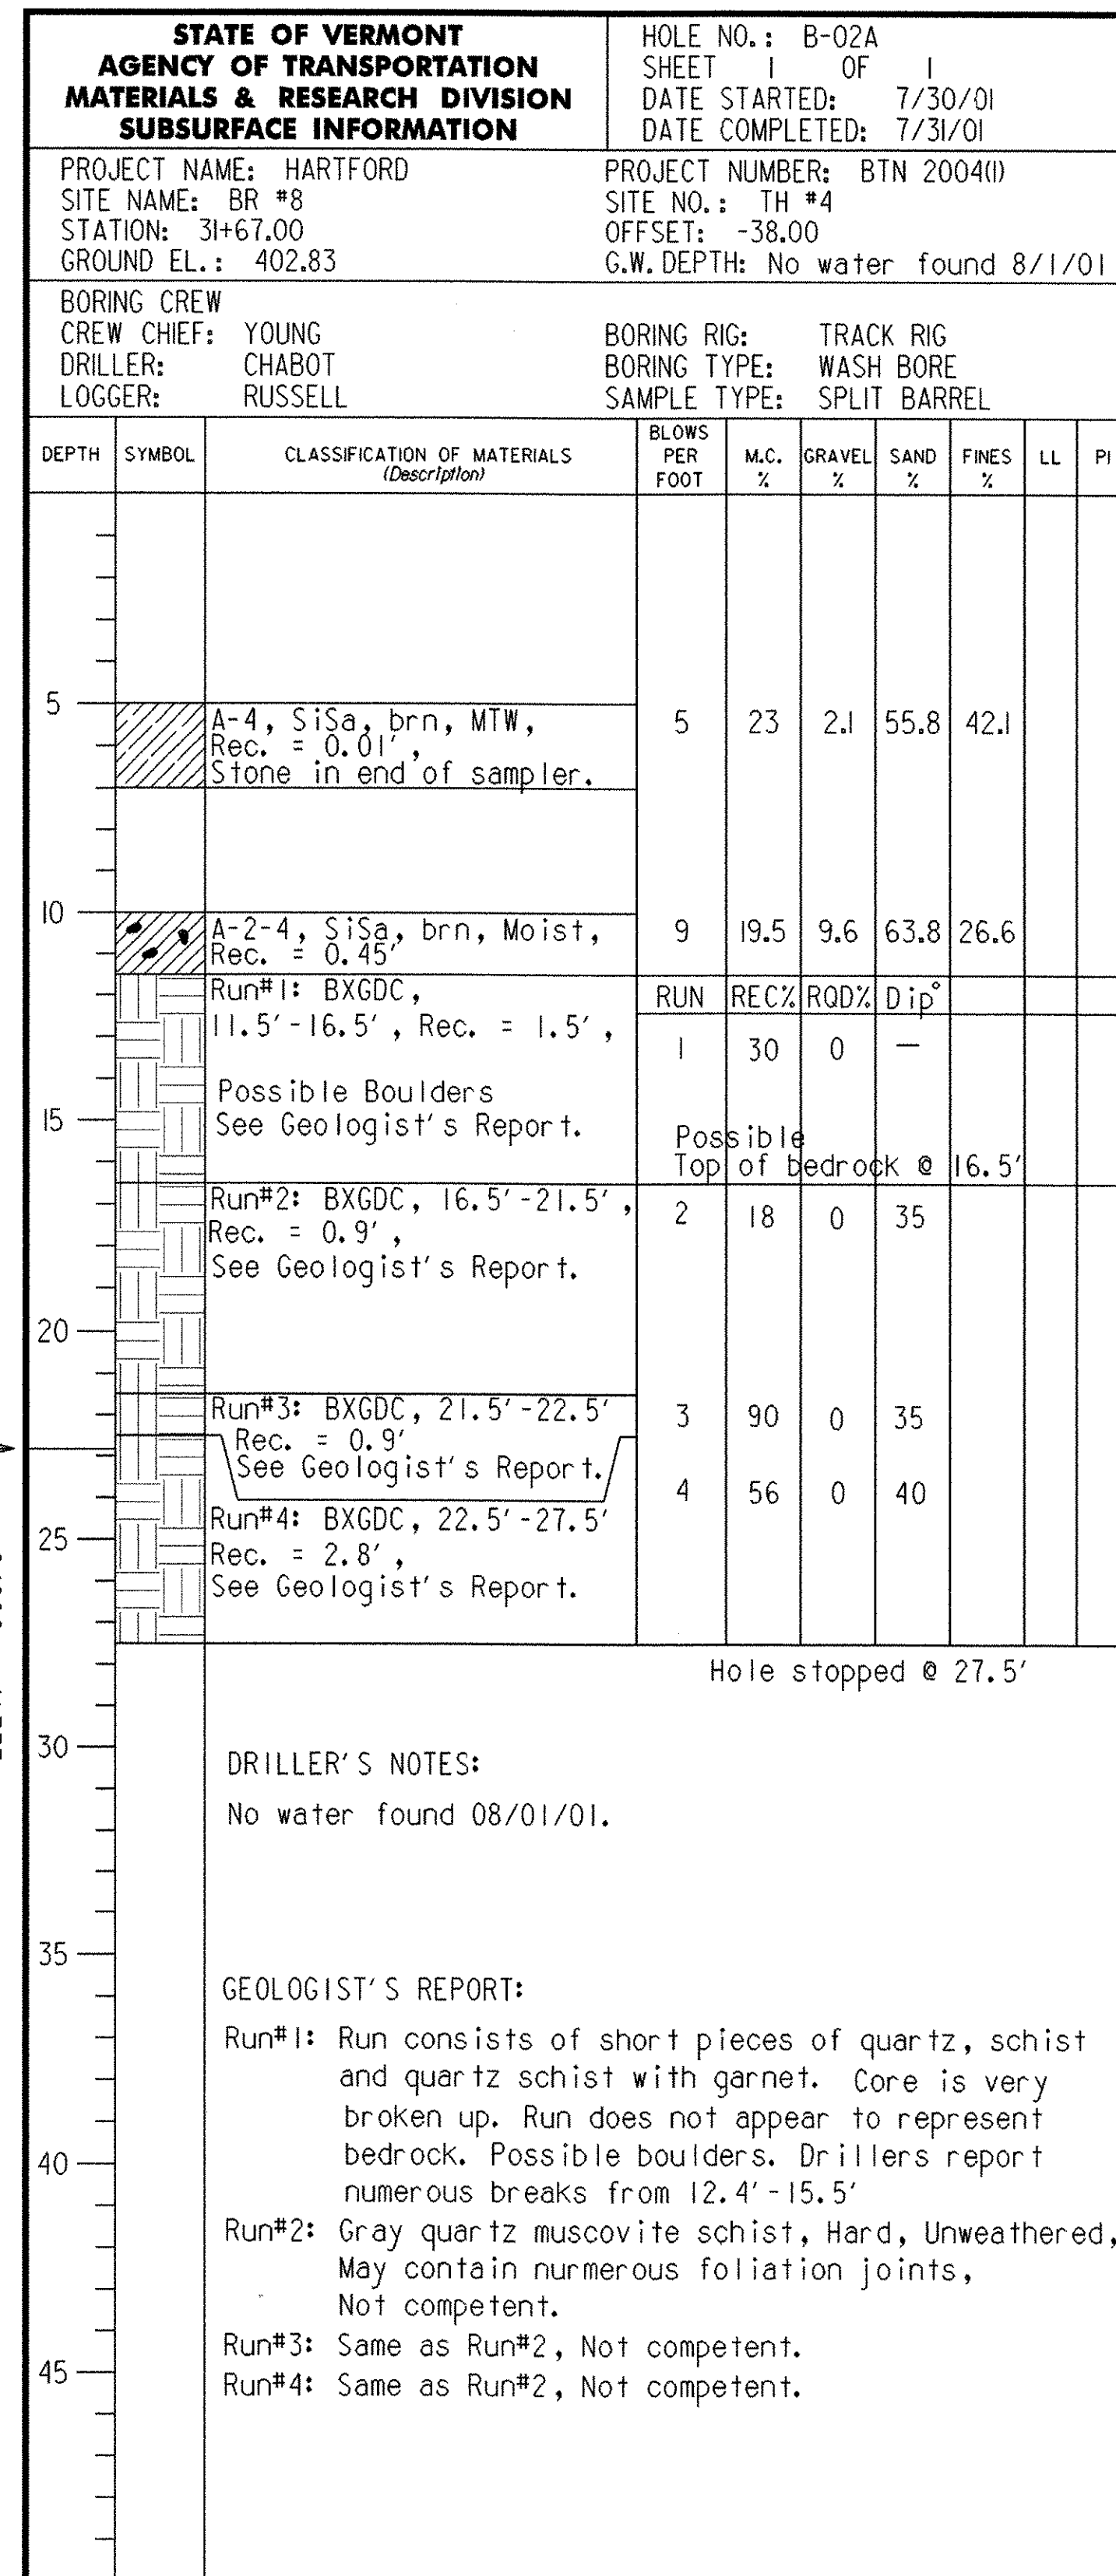 STATE OF VERMONT
AGENCY OF TRANSPORTATION
MATERIALS & RESEARCH DIVISION
SUBSURFACE INFORMATION
HOLE NO.: B-02A
SHEET 1 OF 1
DATE STARTED: 7/30/01
DATE COMPLETED: 7/31/01
PROJECT NAME: HARTFORD
SITE NAME: BR #8
STATION: 31+67.00
GROUND EL.: 402.83
PROJECT NUMBER: BTN 2004(1)
SITE NO.: TH #4
OFFSET: -38.00
G.W. DEPTH: No water found 8/1/01
BORING CREW
CREW CHIEF: YOUNG
DRILLER: CHABOT
LOGGER: RUSSELL
BORING RIG: TRACK RIG
BORING TYPE: WASH BORE
SAMPLE TYPE: SPLIT BARREL
DEPTH SYMBOL CLASSIFICATION OF MATERIALS (Description) BLOWS PER FOOT M.C. % GRAVEL % SAND % FINES % LL PI
5
A-4, SiSa, brn, MTW,
Rec. = 0.01',
Stone in end of sampler.
5 23 2.1 55.8 42.1
10
A-2-4, SiSa, brn, Moist,
Rec. = 0.45'
9 19.5 9.6 63.8 26.6
RUN REC% RQD% Dip°
Run#1: BXGDC,
11.5'-16.5', Rec. = 1.5',
1 30 0 —
Possible Boulders
15
See Geologist's Report.
Possible
Top of bedrock @ 16.5'
Run#2: BXGDC, 16.5'-21.5',
Rec. = 0.9',
See Geologist's Report.
2 18 0 35
20
Run#3: BXGDC, 21.5'-22.5'
Rec. = 0.9'
See Geologist's Report.
3 90 0 35
4 56 0 40
Run#4: BXGDC, 22.5'-27.5'
25
Rec. = 2.8',
See Geologist's Report.
Hole stopped @ 27.5'
30
DRILLER'S NOTES:
No water found 08/01/01.
35
GEOLOGIST'S REPORT:
Run#1: Run consists of short pieces of quartz, schist
and quartz schist with garnet. Core is very
broken up. Run does not appear to represent
40
bedrock. Possible boulders. Drillers report
numerous breaks from 12.4'-15.5'
Run#2: Gray quartz muscovite schist, Hard, Unweathered,
May contain nurmerous foliation joints,
Not competent.
Run#3: Same as Run#2, Not competent.
45
Run#4: Same as Run#2, Not competent.